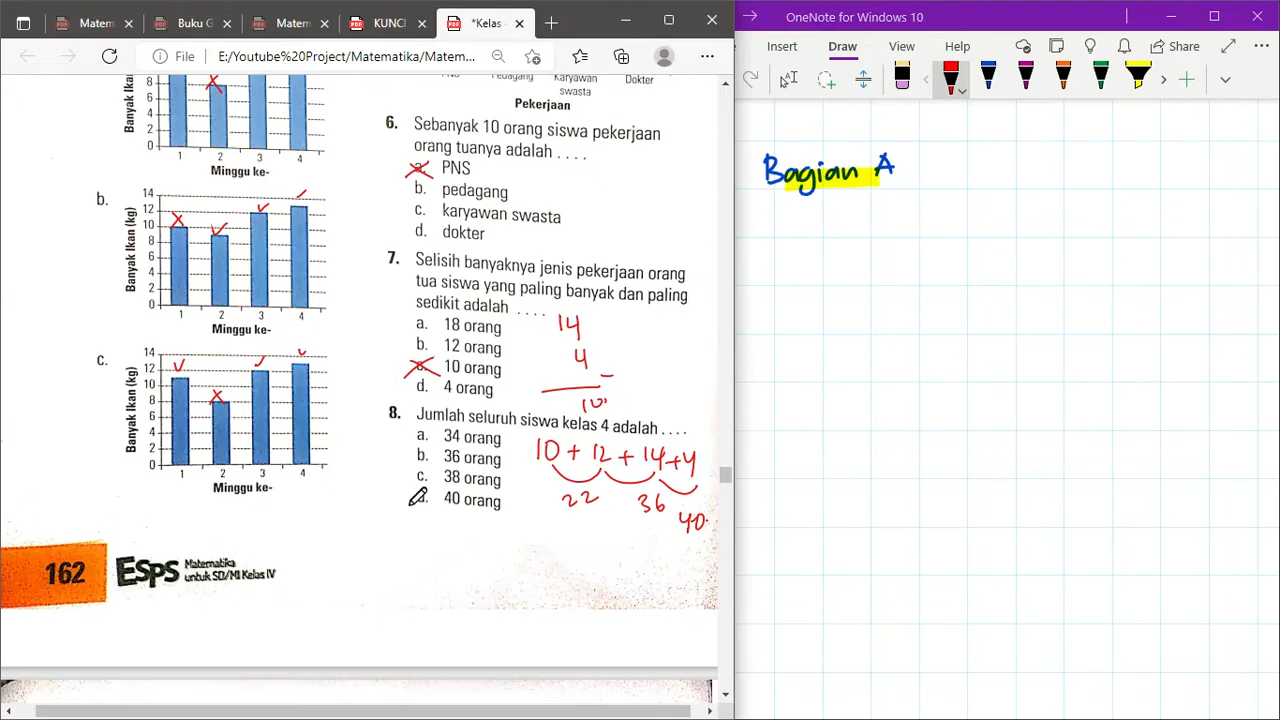 Matem
Buku G
Matem
KUNCI
*Kelas
File
E:/Youtube%20Project/Matematika/Matem...
OneNote for Windows 10
Insert
Draw
View
Help
Share
Bagian A
Banyak Ika
8
6
4
2
0
1
2
3
4
Minggu ke-
b.
Banyak Ikan (kg)
14
12
10
8
6
4
2
0
1
2
3
4
Minggu ke-
c.
Banyak Ikan (kg)
14
12
10
8
6
4
2
0
1
2
3
4
Minggu ke-
Pedagang
Karyawan
swasta
Dokter
Pekerjaan
6. Sebanyak 10 orang siswa pekerjaan
orang tuanya adalah . . . .
PNS
b. pedagang
c. karyawan swasta
d. dokter
7. Selisih banyaknya jenis pekerjaan orang
tua siswa yang paling banyak dan paling
sedikit adalah . . . .
a. 18 orang
b. 12 orang
10 orang
d. 4 orang
14
4
10
8. Jumlah seluruh siswa kelas 4 adalah . . . .
a. 34 orang
b. 36 orang
c. 38 orang
40 orang
10 + 12 + 14 + 4
22
36
40.
162
ESPS
Matematika
untuk SD/MI Kelas IV